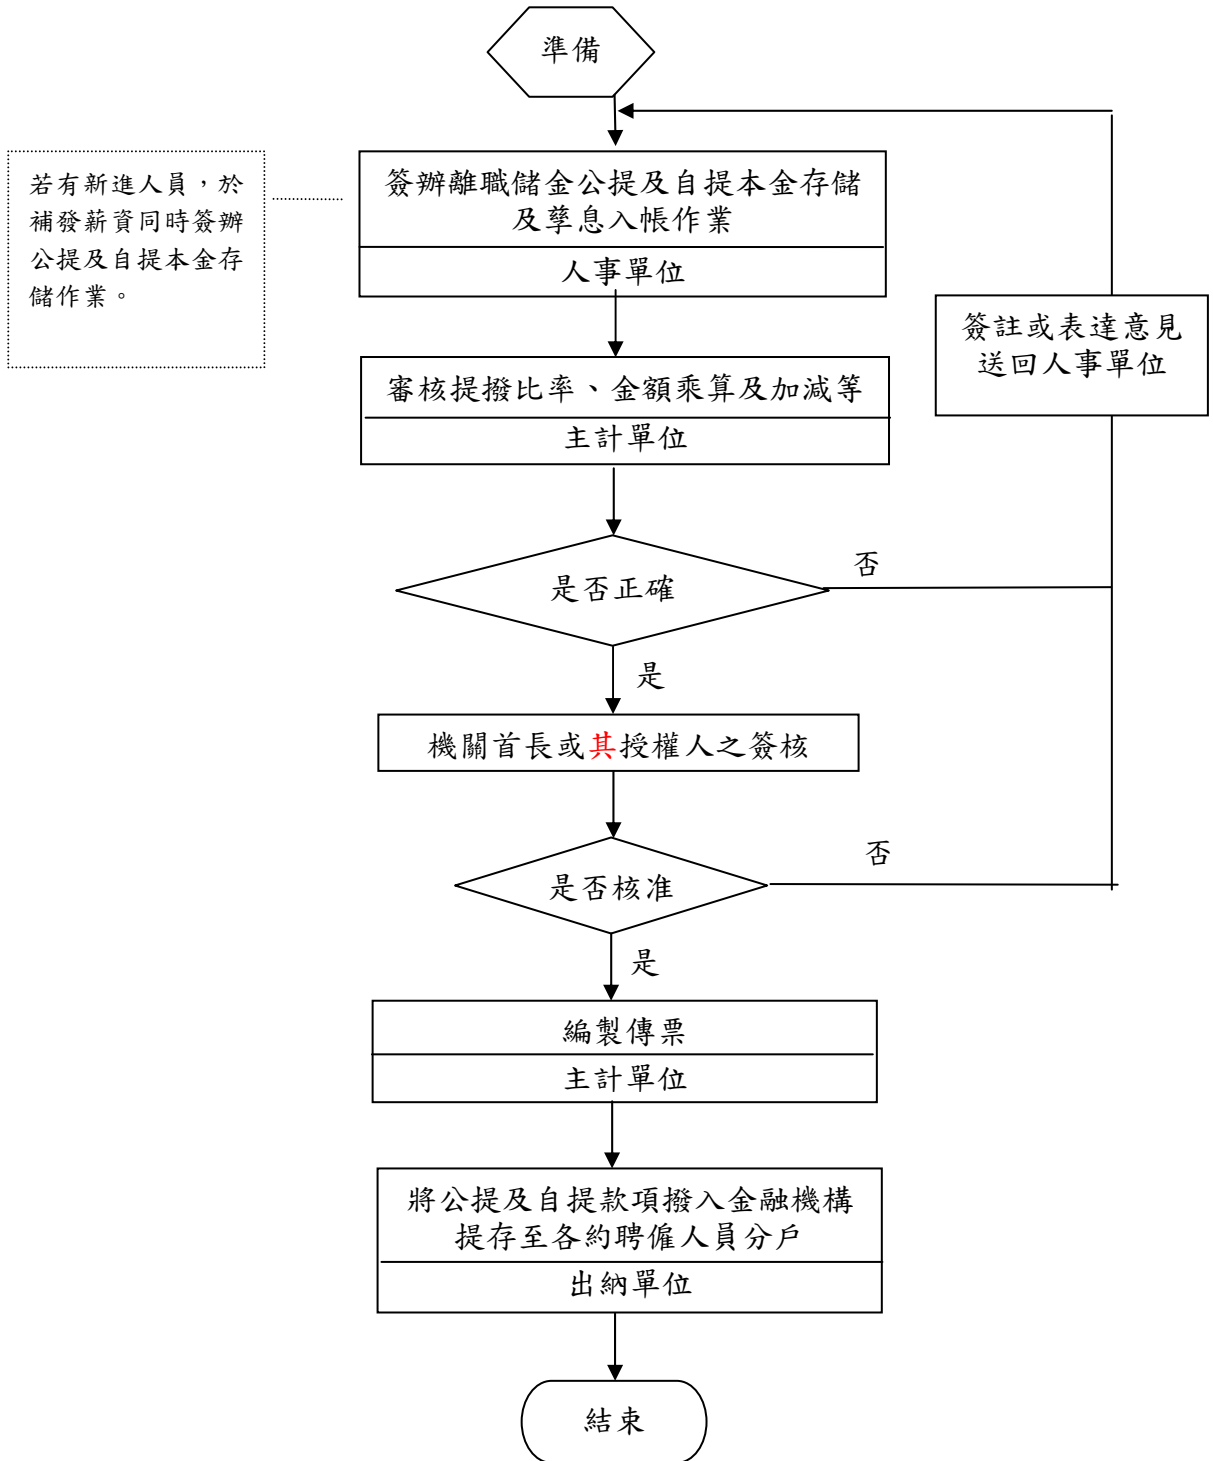 準備
若有新進人員，於
補發薪資同時簽辦
公提及自提本金存
儲作業。
簽辦離職儲金公提及自提本金存儲
及孳息入帳作業
人事單位
簽註或表達意見
送回人事單位
審核提撥比率、金額乘算及加減等
主計單位
是否正確
否
是
機關首長或其授權人之簽核
是否核准
否
是
編製傳票
主計單位
將公提及自提款項撥入金融機構
提存至各約聘僱人員分戶
出納單位
結束